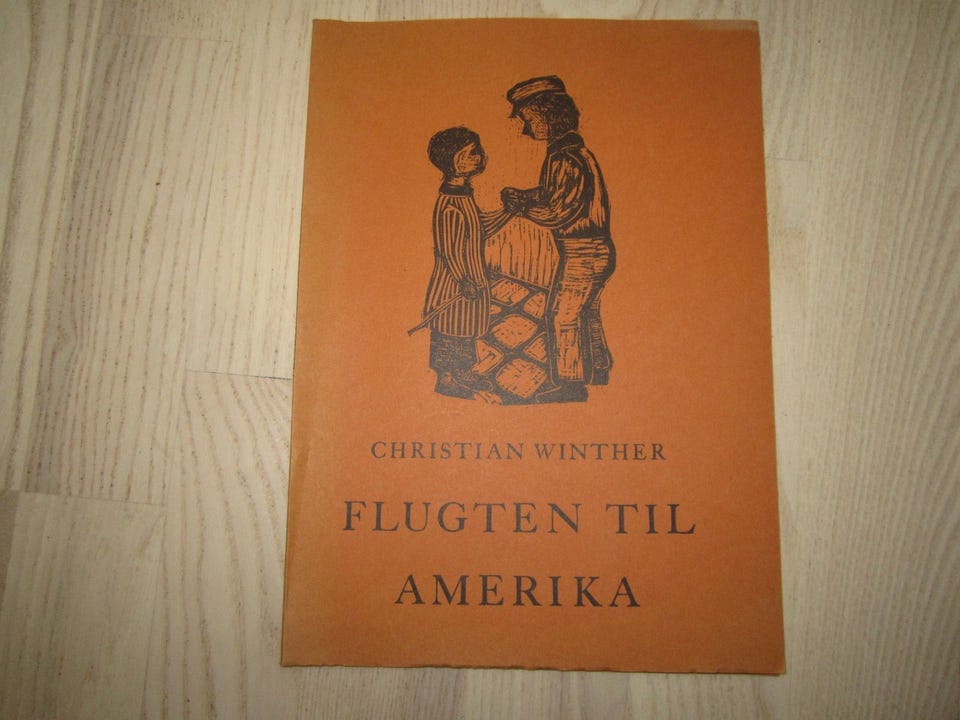 CHRISTIAN WINTHER
FLUGTEN TIL
AMERIKA